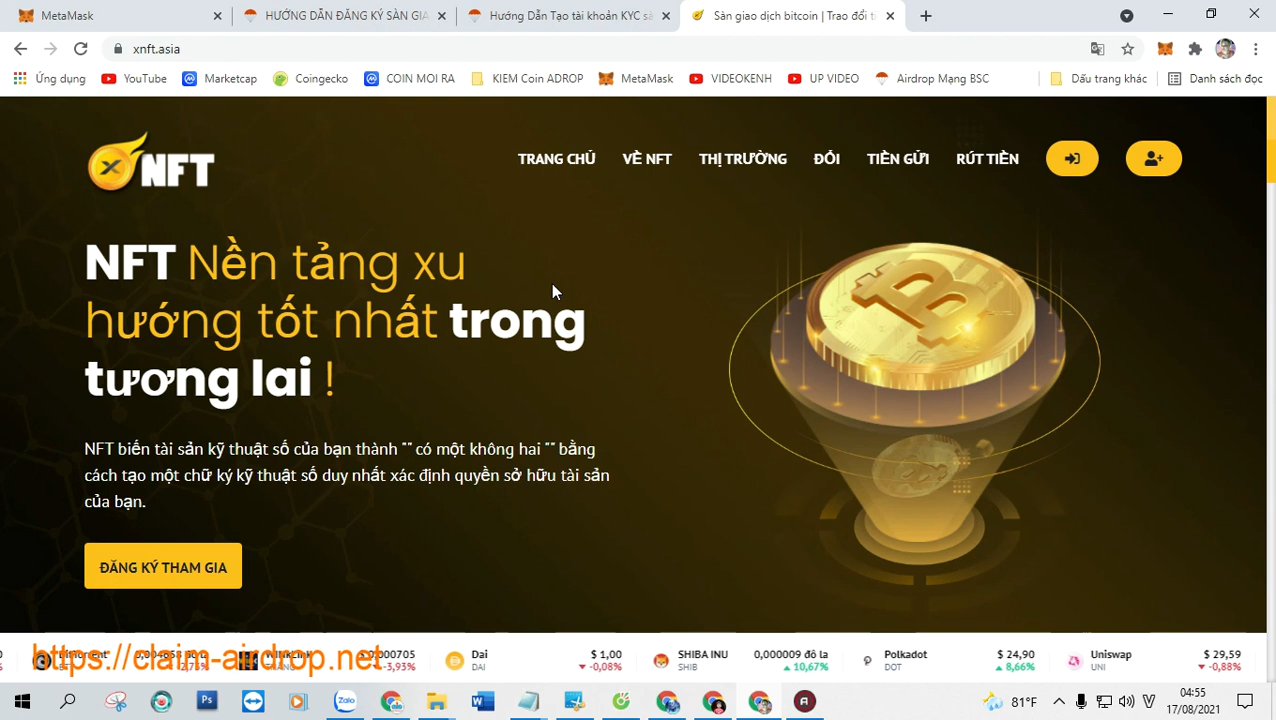 MetaMask
HƯỚNG DẪN ĐĂNG KÝ SÀN GIA
Hướng Dẫn Tạo tài khoản KYC sà
Sàn giao dịch bitcoin | Trao đổi ti
xnft.asia
Ứng dụng
YouTube
Marketcap
Coingecko
COIN MOI RA
KIEM Coin ADROP
MetaMask
VIDEOKENH
UP VIDEO
Airdrop Mạng BSC
Dấu trang khác
Danh sách đọc
X NFT
TRANG CHỦ
VỀ NFT
THỊ TRƯỜNG
ĐỔI
TIỀN GỬI
RÚT TIỀN
NFT Nền tảng xu
hướng tốt nhất trong
tương lai !
NFT biến tài sản kỹ thuật số của bạn thành "" có một không hai "" bằng
cách tạo một chữ ký kỹ thuật số duy nhất xác định quyền sở hữu tài sản
của bạn.
ĐĂNG KÝ THAM GIA
https://claim-airdrop.net
-3,93%
Dai $ 1,00
DAI -0,08%
SHIBA INU 0,000009 đô la
SHIB 10,67%
Polkadot $ 24,90
DOT 8,66%
Uniswap $ 29,59
UNI -0,88%
Ps
Zalo
81°F
V
04:55
17/08/2021